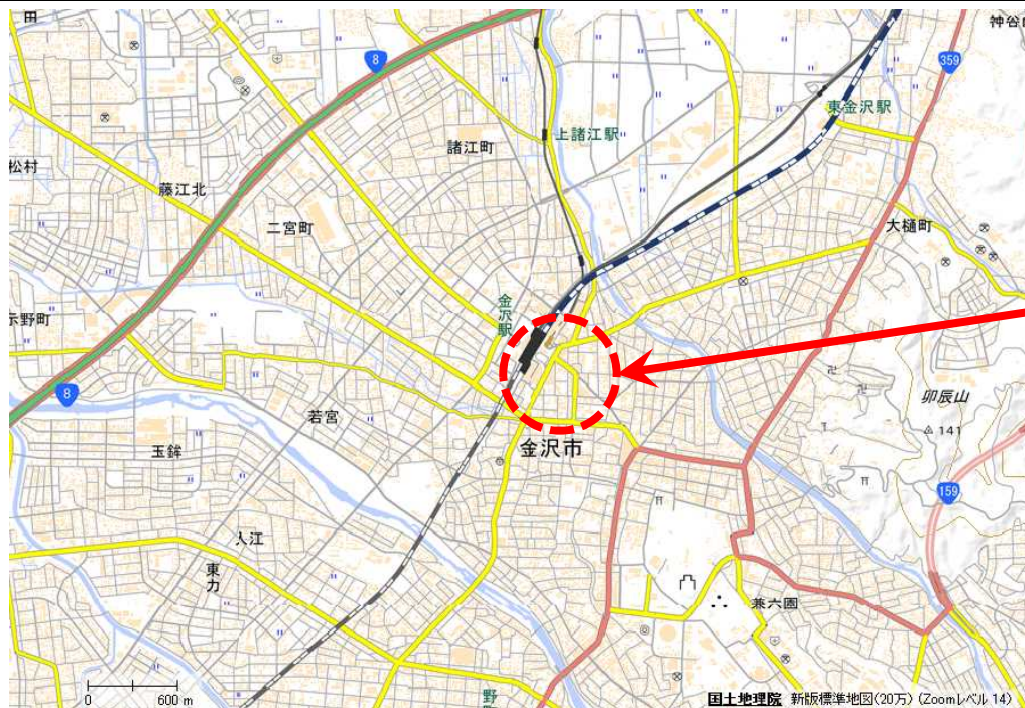 田
神谷
8
359
東金沢駅
上諸江駅
諸江町
松村
藤江北
二宮町
大樋町
金沢駅
示野町
8
若宮
卯辰山
141
金沢市
玉鉾
159
入江
東力
兼六園
0
600 m
野
国土地理院 新版標準地図(20万) (Zoomレベル 14)